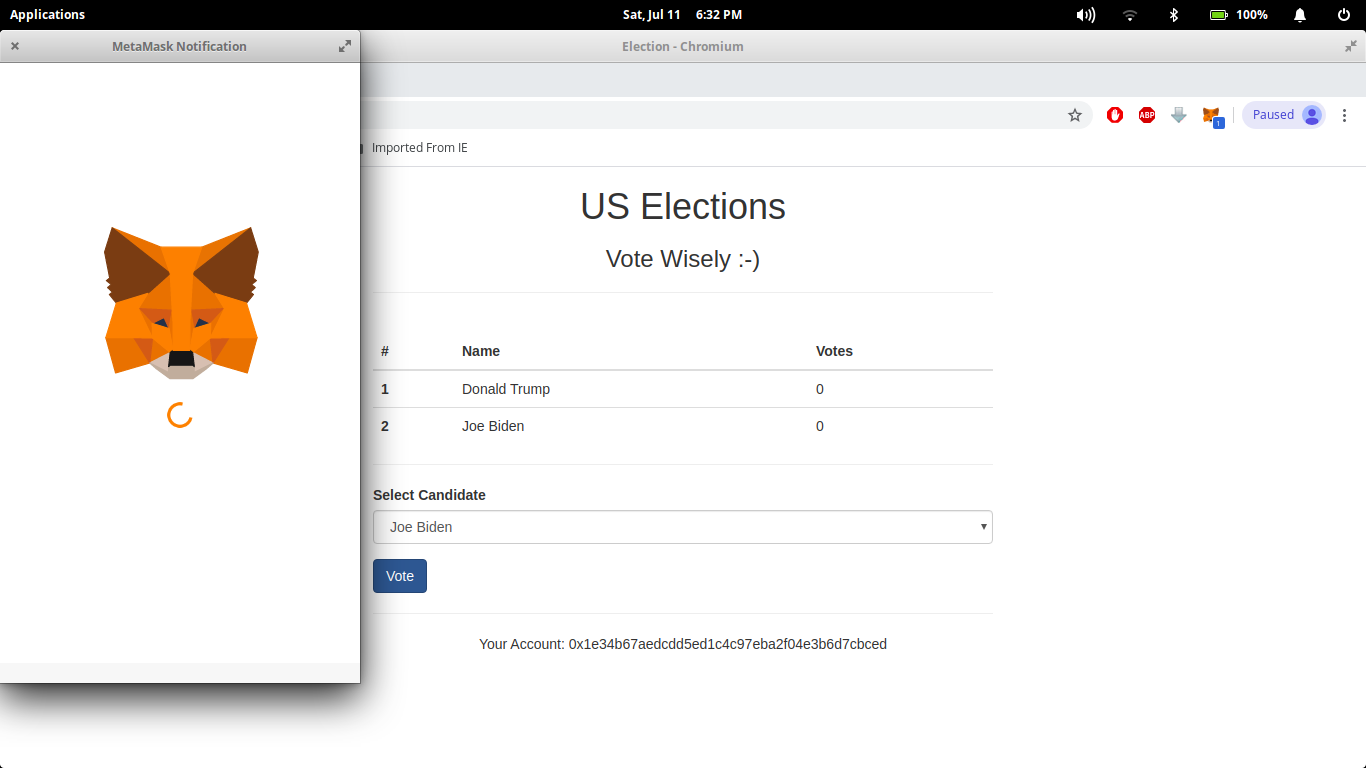 Applications
Sat, Jul 11 6:32 PM
100%
MetaMask Notification
Election - Chromium
ABP
1
Paused
Imported From IE
US Elections
Vote Wisely :-)
# Name Votes
1 Donald Trump 0
2 Joe Biden 0
Select Candidate
Joe Biden
Vote
Your Account: 0x1e34b67aedcdd5ed1c4c97eba2f04e3b6d7cbced